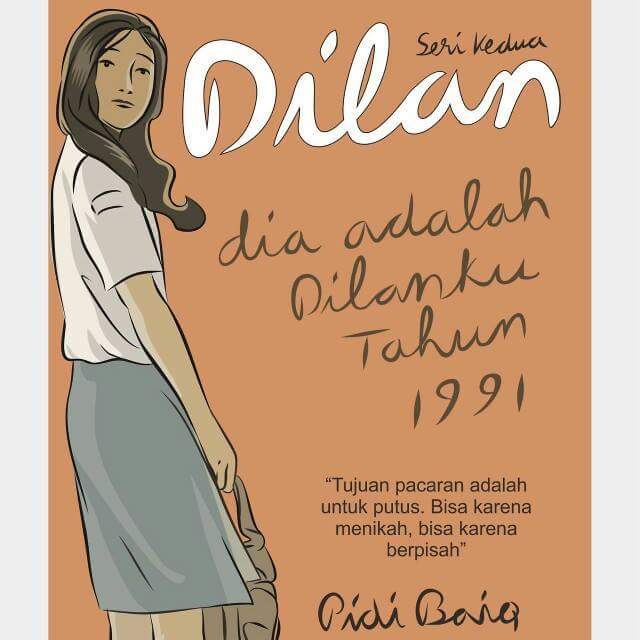 Seri Kedua
Dilan
dia adalah
Dilanku
Tahun
1991
“Tujuan pacaran adalah
untuk putus. Bisa karena
menikah, bisa karena
berpisah”
Pidi Baiq